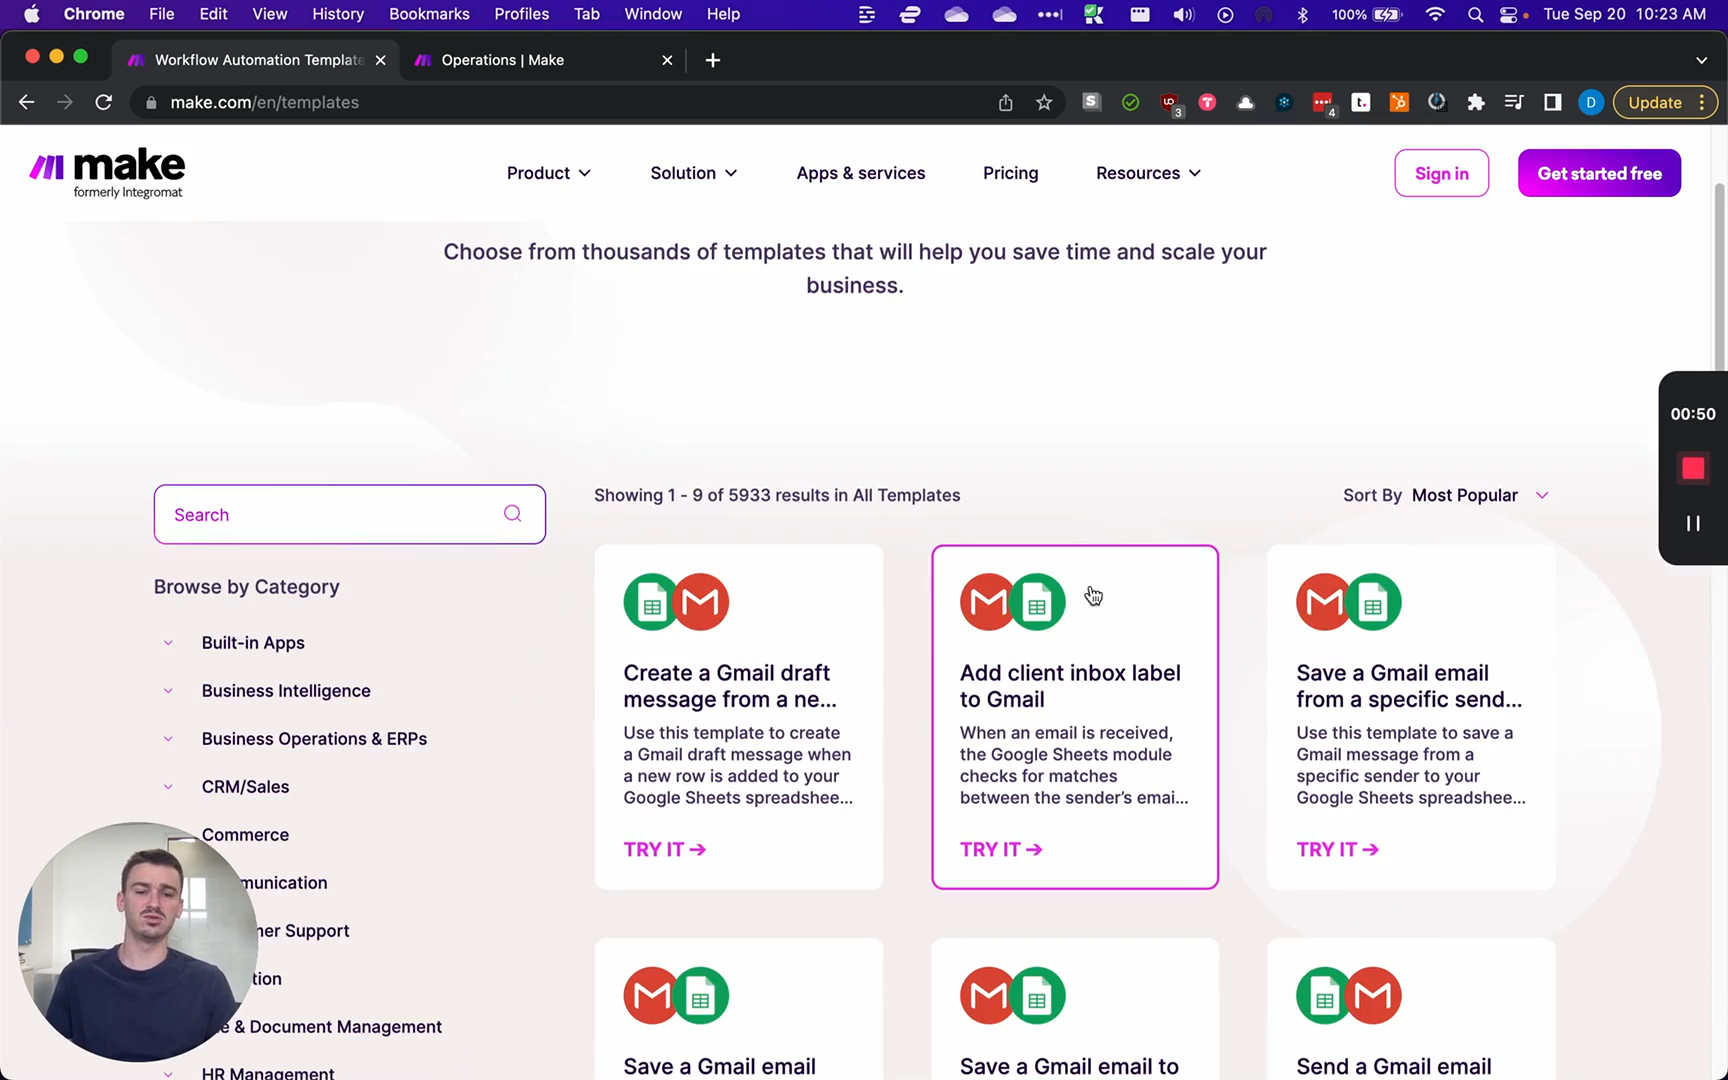 Chrome File Edit View History Bookmarks Profiles Tab Window Help 100% Tue Sep 20 10:23 AM
Workflow Automation Template Operations | Make
make.com/en/templates 3 4 t. D Update
make
formerly Integromat
Product Solution Apps & services Pricing Resources Sign in Get started free
Choose from thousands of templates that will help you save time and scale your
business.
00:50
Search
Showing 1 - 9 of 5933 results in All Templates
Sort By Most Popular
Browse by Category
Built-in Apps
Business Intelligence
Business Operations & ERPs
CRM/Sales
Commerce
munication
ner Support
tion
e & Document Management
HR Management
Create a Gmail draft
message from a ne...
Use this template to create
a Gmail draft message when
a new row is added to your
Google Sheets spreadshee...
TRY IT →
Add client inbox label
to Gmail
When an email is received,
the Google Sheets module
checks for matches
between the sender’s emai...
TRY IT →
Save a Gmail email
from a specific send...
Use this template to save a
Gmail message from a
specific sender to your
Google Sheets spreadshee...
TRY IT →
Save a Gmail email
Save a Gmail email to
Send a Gmail email